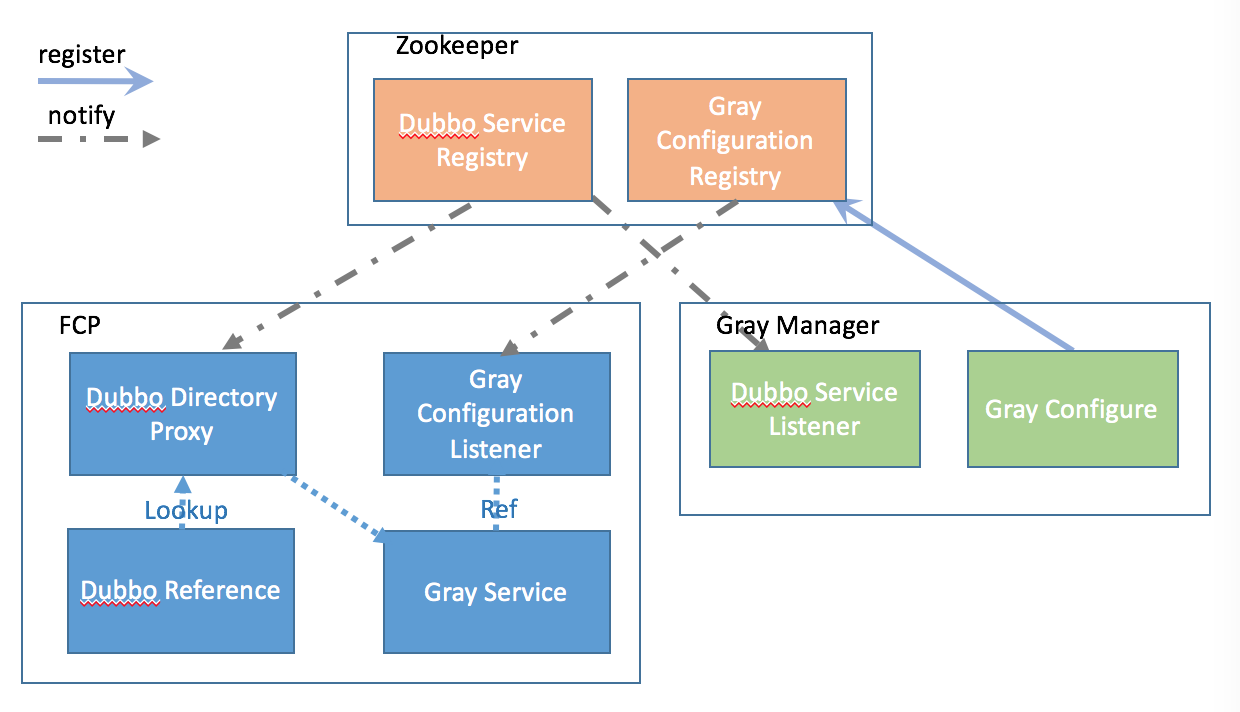 register
notify
Zookeeper
Dubbo Service
Registry
Gray
Configuration
Registry
FCP
Dubbo Directory
Proxy
Gray
Configuration
Listener
Lookup
Ref
Dubbo Reference
Gray Service
Gray Manager
Dubbo Service
Listener
Gray Configure